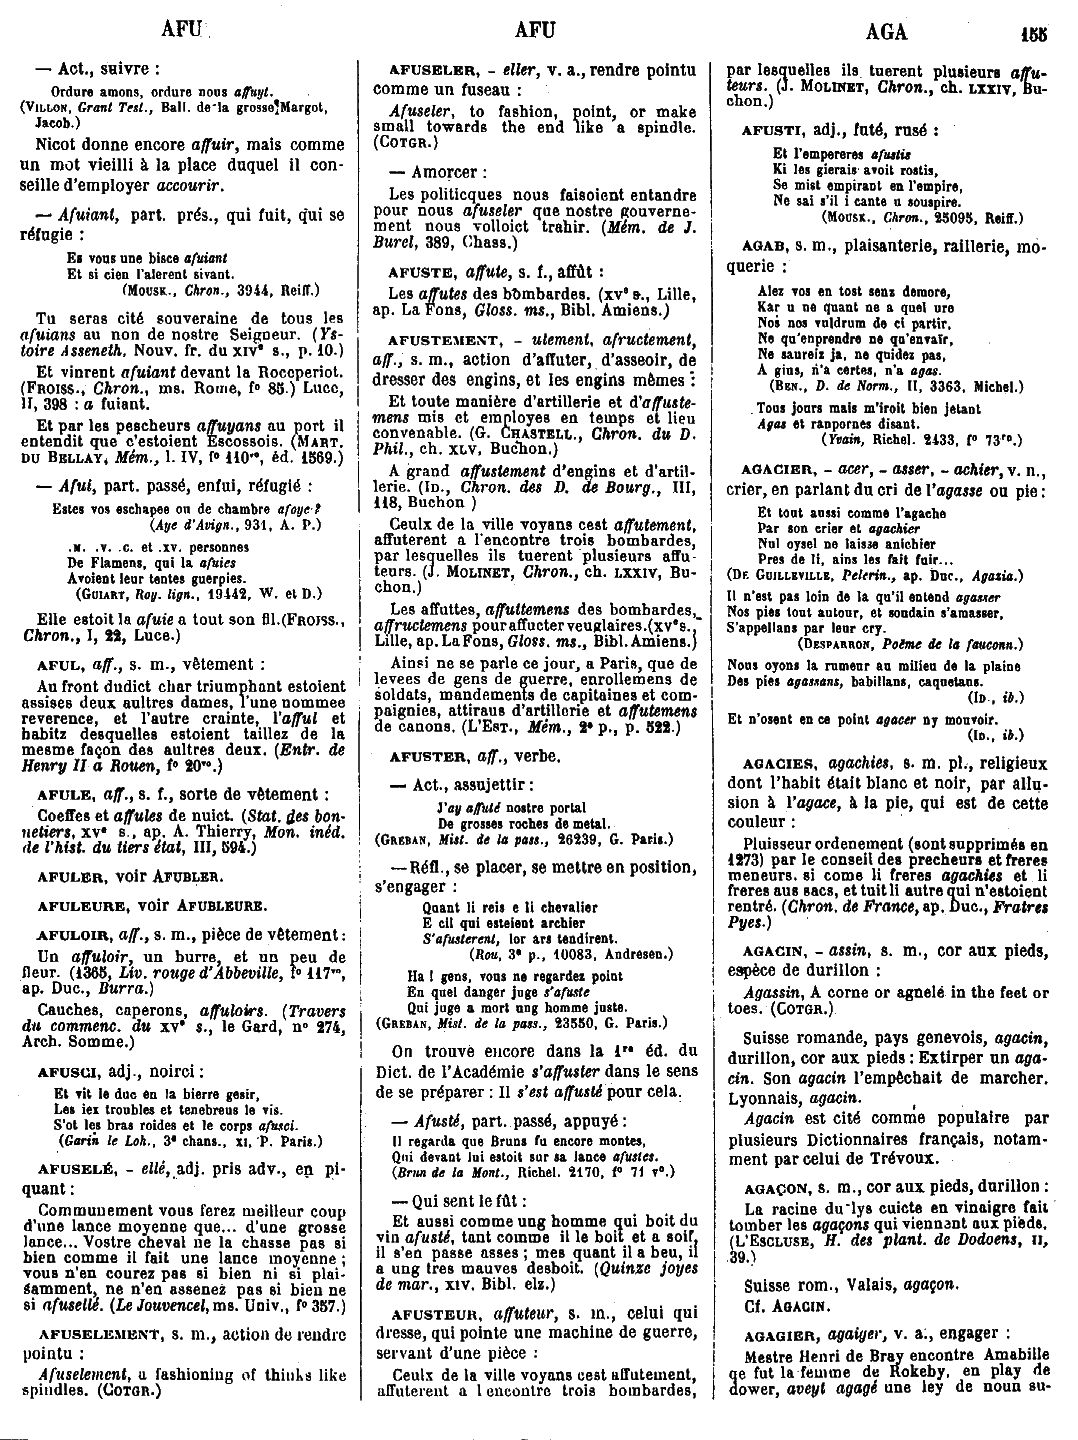 AFU
AFU
AGA
155
— Act., suivre :
Ordure amons, ordure nous affuyt.
(VILLON, Grant Test., Ball. de la grosse Margot,
Jacob.)
Nicot donne encore affuir, mais comme
un mot vieilli à la place duquel il con-
seille d'employer accourir.
— Afuiant, part. prés., qui fuit, qui se
réfugie :
Es vous une bisce afuiant
Et si cien l'alerent sivant.
(MOUSK., Chron., 3944, Reiff.)
Tu seras cité souveraine de tous les
afuians au non de nostre Seigneur. (Ys-
toire Asseneth, Nouv. fr. du XIVe s., p. 10.)
Et vinrent afuiant devant la Rocoperiot.
(FROISS., Chron., ms. Rome, f° 85.) Luce,
II, 398 : a fuiant.
Et par les pescheurs affuyans au port il
entendit que c'estoient Escossois. (MART.
DU BELLAY, Mém., l. IV, f° 110vo, éd. 1569.)
— Afui, part. passé, enfui, réfugié :
Estes vos eschapee ou de chambre afoye ?
(Aye d'Avign., 931, A. P.)
.M. .V. .C. et .XV. personnes
De Flamens, qui la afuies
Avoient leur tentes guerpies.
(GUIART, Roy. lign., 19442, W. et D.)
Elle estoit la afuie a tout son fil. (FROISS.,
Chron., I, 22, Luce.)
AFUL, aff., s. m., vêtement :
Au front dudict char triumphant estoient
assises deux aultres dames, l'une nommee
reverence, et l'autre crainte, l'afful et
habitz desquelles estoient taillez de la
mesme façon des aultres deux. (Entr. de
Henry II a Rouen, f° 20vo.)
AFULE, aff., s. f., sorte de vêtement :
Coeffes et affules de nuict. (Stat. des bon-
netiers, XVe s., ap. A. Thierry, Mon. inéd.
de l'hist. du tiers état, III, 594.)
AFULER, voir AFUBLER.
AFULEURE, voir AFUBLEURE.
AFULOIR, aff., s. m., pièce de vêtement :
Un affuloir, un burre, et un peu de
fleur. (1365, Liv. rouge d'Abbeville, f° 117vo,
ap. Duc., Burra.)
Cauches, caperons, affuloirs. (Travers
du commenc. du XVe s., le Gard, n° 274,
Arch. Somme.)
AFUSCI, adj., noirci :
Et vit le duc en la bierre gesir,
Les iex troubles et tenebreus le vis.
S'ot les bras roides et le corps afusci.
(Garin le Loh., 3e chans., XI, P. Paris.)
AFUSELÉ, - ellé, adj. pris adv., en pi-
quant :
Communement vous ferez meilleur coup
d'une lance moyenne que... d'une grosse
lance... Vostre cheval ne la chasse pas si
bien comme il fait une lance moyenne ;
vous n'en courez pas si bien ni si plai-
samment, ne n'en assenez pas si bien ne
si afusellé. (Le Jouvencel, ms. Univ., f° 357.)
AFUSELEMENT, s. m., action de rendre
pointu :
Afuselement, a fashioning of thinks like
spindles. (COTGR.)
AFUSELER, - eller, v. a., rendre pointu
comme un fuseau :
Afuseler, to fashion, point, or make
small towards the end like a spindle.
(COTGR.)
— Amorcer :
Les politicques nous faisoient entandre
pour nous afuseler que nostre gouverne-
ment nous volloict trahir. (Mém. de J.
Burel, 389, Chass.)
AFUSTE, affute, s. f., affût :
Les affutes des bombardes. (XVe s., Lille,
ap. La Fons, Gloss. ms., Bibl. Amiens.)
AFUSTEMENT, - utement, afructement,
aff., s. m., action d'affuter, d'asseoir, de
dresser des engins, et les engins mêmes :
Et toute manière d'artillerie et d'affuste-
mens mis et employes en temps et lieu
convenable. (G. CHASTELL., Chron. du D.
Phil., ch. XLV, Buchon.)
A grand affustement d'engins et d'artil-
lerie. (ID., Chron. des D. de Bourg., III,
118, Buchon )
Ceulx de la ville voyans cest affutement,
affuterent a l'encontre trois bombardes,
par lesquelles ils tuerent plusieurs affu-
teurs. (J. MOLINET, Chron., ch. LXXIV, Bu-
chon.)
Les affuttes, affuttemens des bombardes,
affructemens pour affucter veuglaires. (XVe s.,
Lille, ap. La Fons, Gloss. ms., Bibl. Amiens.)
Ainsi ne se parle ce jour, a Paris, que de
levees de gens de guerre, enrollemens de
soldats, mandements de capitaines et com-
paignies, attiraus d'artillerie et affutemens
de canons. (L'EST., Mém., 2e p., p. 522.)
AFUSTER, aff., verbe.
— Act., assujettir :
J'ay affuté nostre portal
De grosses roches de metal.
(GREBAN, Mist. de la pass., 26239, G. Paris.)
— Réfl., se placer, se mettre en position,
s'engager :
Quant li reis e li chevalier
E cil qui esteient archier
S'afusterent, lor ars tendirent.
(Rou, 3e p., 10083, Andresen.)
Ha ! gens, vous ne regardez point
En quel danger juge s'afuste
Qui juge a mort ung homme juste.
(GREBAN, Mist. de la pass., 23550, G. Paris.)
On trouve encore dans la 1re éd. du
Dict. de l'Académie s'affuster dans le sens
de se préparer : Il s'est affusté pour cela.
— Afusté, part. passé, appuyé :
Il regarda que Bruns fu encore montes,
Qui devant lui estoit sur sa lance afustes.
(Brun de la Mont., Richel. 2170, f° 71 v°.)
— Qui sent le fût :
Et aussi comme ung homme qui boit du
vin afusté, tant comme il le boit et a soif,
il s'en passe asses ; mes quant il a beu, il
a ung tres mauves desboit. (Quinze joyes
de mar., XIV. Bibl. elz.)
AFUSTEUR, affuteur, s. m., celui qui
dresse, qui pointe une machine de guerre,
servant d'une pièce :
Ceulx de la ville voyans cest affutement,
affuterent a l encontre trois bombardes,
par lesquelles ils tuerent plusieurs affu-
teurs. (J. MOLINET, Chron., ch. LXXIV, Bu-
chon.)
AFUSTI, adj., futé, rusé :
Et l'empereres afustis
Ki les gierais avoit rostis,
Se mist empirant en l'empire,
Ne sai s'il i cante u souspire.
(MOUSK., Chron., 25095, Reiff.)
AGAB, s. m., plaisanterie, raillerie, mo-
querie :
Alez vos en tost senz demore,
Kar u ne quant ne a quel ure
Noi nos vuldrum de ci partir,
Ne qu'enprendre ne qu'envaïr,
Ne saureiz ja, ne quidez pas,
A gius, n'a certes, n'a agas.
(BEN., D. de Norm., II, 3363, Michel.)
Tous jours mais m'iroit bien jetant
Agas et ranpornes disant.
(Yvain, Richel. 2433, f° 73ro.)
AGACIER, - acer, - asser, - achier, v. n.,
crier, en parlant du cri de l'agasse ou pie :
Et tout aussi comme l'agache
Par son crier et agachier
Nul oysel ne laisse anichier
Pres de li, ains les fait fuir...
(DE GUILLEVILLE, Pelerin., ap. Duc., Agazia.)
Il n'est pas loin de la qu'il entend agasser
Nos pies tout autour, et soudain s'amasser,
S'appellans par leur cry.
(DESPARRON, Poëme de la fauconn.)
Nous oyons la rumeur au milieu de la plaine
Des pies agassans, babillans, caquetans.
(ID., ib.)
Et n'osent en ce point agacer ny mouvoir.
(ID., ib.)
AGACIES, agachies, s. m. pl., religieux
dont l'habit était blanc et noir, par allu-
sion à l'agace, à la pie, qui est de cette
couleur :
Pluiseur ordenement (sont supprimés en
1273) par le conseil des precheurs et freres
meneurs. si come li freres agachies et li
freres aus sacs, et tuit li autre qui n'estoient
rentré. (Chron. de France, ap. Duc., Fratres
Pyes.)
AGACIN, - assin, s. m., cor aux pieds,
espèce de durillon :
Agassin, A corne or agnelé in the feet or
toes. (COTGR.)
Suisse romande, pays genevois, agacin,
durillon, cor aux pieds : Extirper un aga-
cin. Son agacin l'empêchait de marcher.
Lyonnais, agacin.
Agacin est cité comme populaire par
plusieurs Dictionnaires français, notam-
ment par celui de Trévoux.
AGAÇON, s. m., cor aux pieds, durillon :
La racine du lys cuicte en vinaigre fait
tomber les agaçons qui viennant aux pieds.
(L'ESCLUSE, H. des plant. de Dodoens, II,
39.)
Suisse rom., Valais, agaçon.
Cf. AGACIN.
AGAGIER, agaiger, v. a., engager :
Mestre Henri de Bray encontre Amabille
qe fut la femme de Rokeby, en play de
dower, aveyt agagé une ley de noun su-